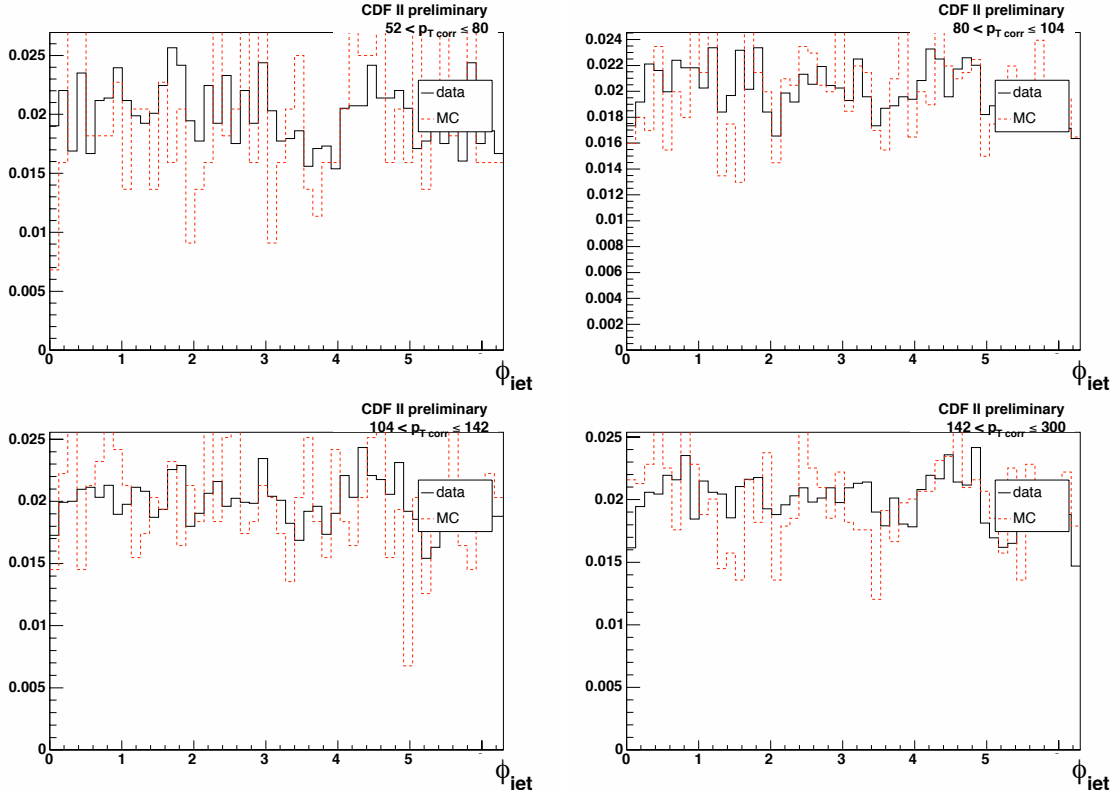 CDF II preliminary
52 < p_T corr ≤ 80
0.025
0.02
0.015
0.01
0.005
0
data
MC
0 1 2 3 4 5
ϕ_jet
CDF II preliminary
80 < p_T corr ≤ 104
0.024
0.022
0.02
0.018
0.016
0.014
0.012
0.01
0.008
0.006
0.004
0.002
0
data
MC
0 1 2 3 4 5
ϕ_jet
CDF II preliminary
104 < p_T corr ≤ 142
0.025
0.02
0.015
0.01
0.005
0
data
MC
0 1 2 3 4 5
ϕ_jet
CDF II preliminary
142 < p_T corr ≤ 300
0.025
0.02
0.015
0.01
0.005
0
data
MC
0 1 2 3 4 5
ϕ_jet